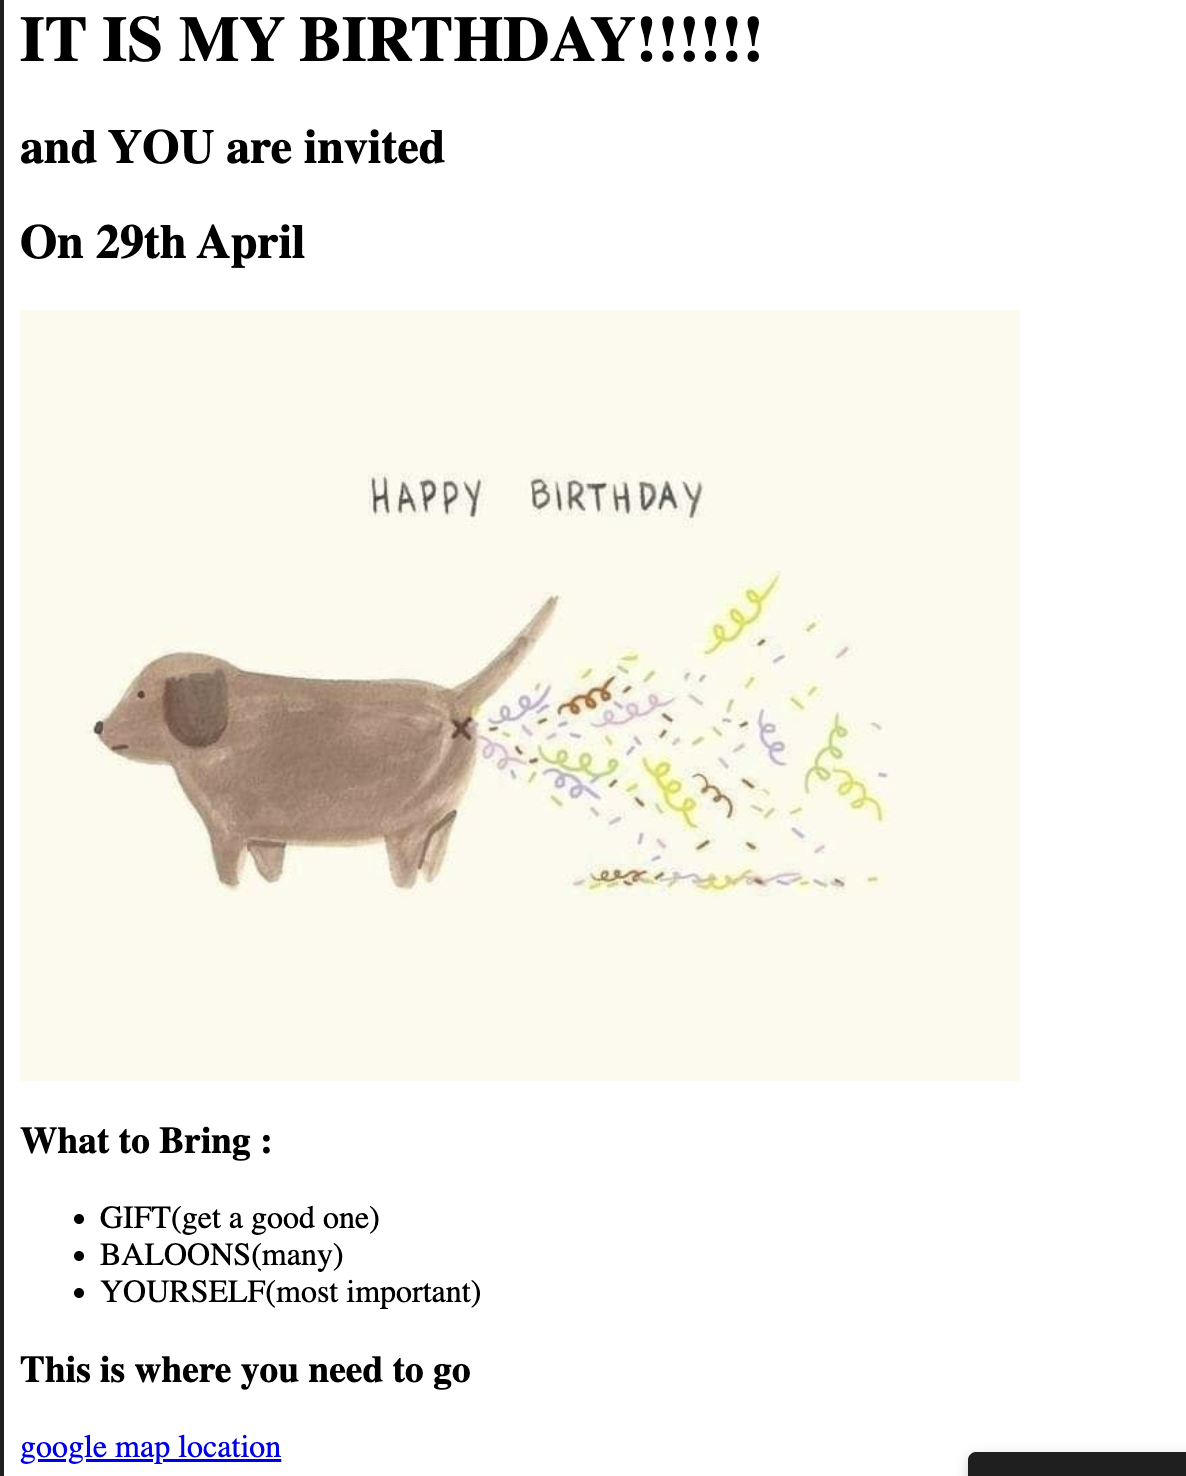 IT IS MY BIRTHDAY!!!!!!
and YOU are invited
On 29th April
HAPPY BIRTHDAY
What to Bring :
• GIFT(get a good one)
• BALOONS(many)
• YOURSELF(most important)
This is where you need to go
google map location